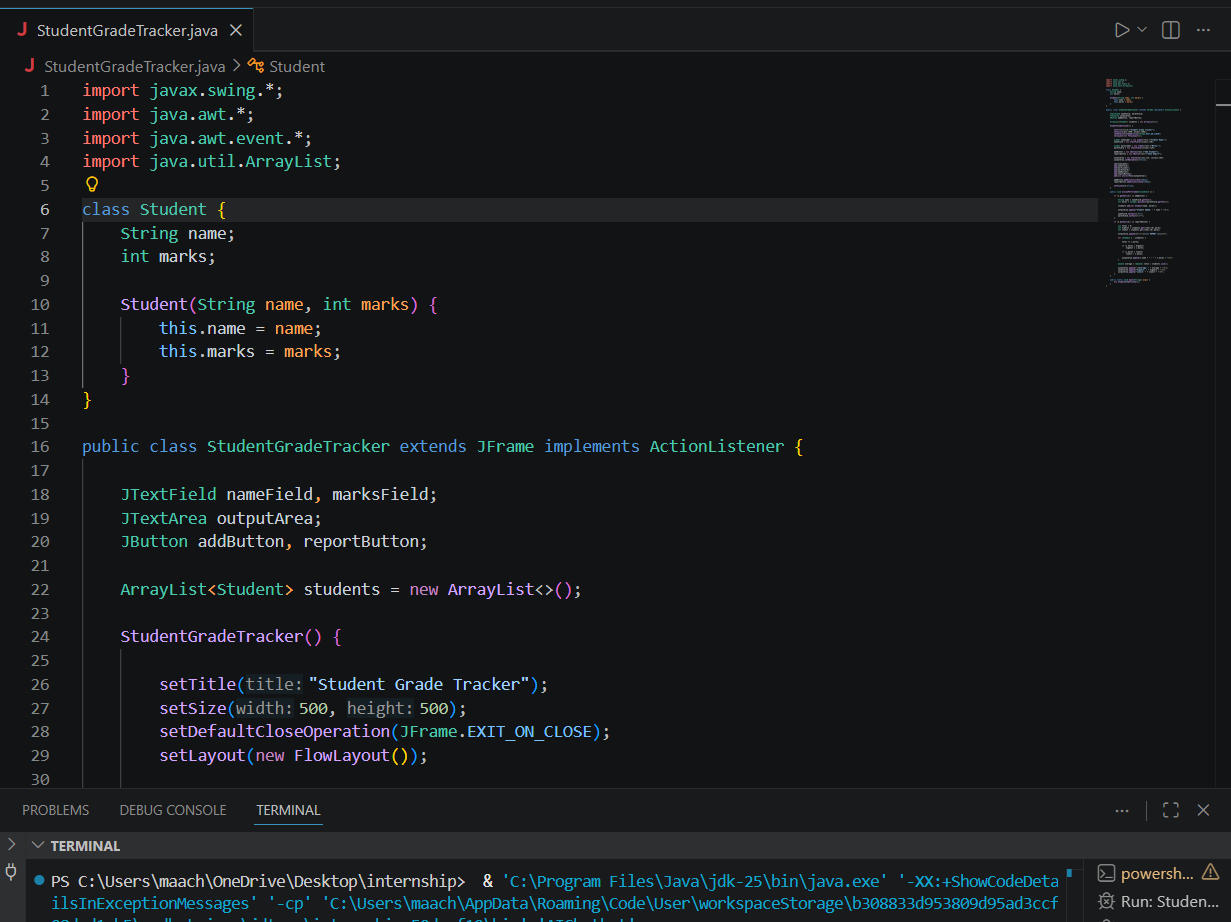 J StudentGradeTracker.java
J StudentGradeTracker.java > Student
1 import javax.swing.*;
2 import java.awt.*;
3 import java.awt.event.*;
4 import java.util.ArrayList;
5
6 class Student {
7 String name;
8 int marks;
9
10 Student(String name, int marks) {
11 this.name = name;
12 this.marks = marks;
13 }
14 }
15
16 public class StudentGradeTracker extends JFrame implements ActionListener {
17
18 JTextField nameField, marksField;
19 JTextArea outputArea;
20 JButton addButton, reportButton;
21
22 ArrayList<Student> students = new ArrayList<>();
23
24 StudentGradeTracker() {
25
26 setTitle(title: "Student Grade Tracker");
27 setSize(width: 500, height: 500);
28 setDefaultCloseOperation(JFrame.EXIT_ON_CLOSE);
29 setLayout(new FlowLayout());
30
PROBLEMS DEBUG CONSOLE TERMINAL
TERMINAL
PS C:\Users\maach\OneDrive\Desktop\internship> & 'C:\Program Files\Java\jdk-25\bin\java.exe' '-XX:+ShowCodeDeta
ilsInExceptionMessages' '-cp' 'C:\Users\maach\AppData\Roaming\Code\User\workspaceStorage\b308833d953809d95ad3ccf
powersh...
Run: Studen...